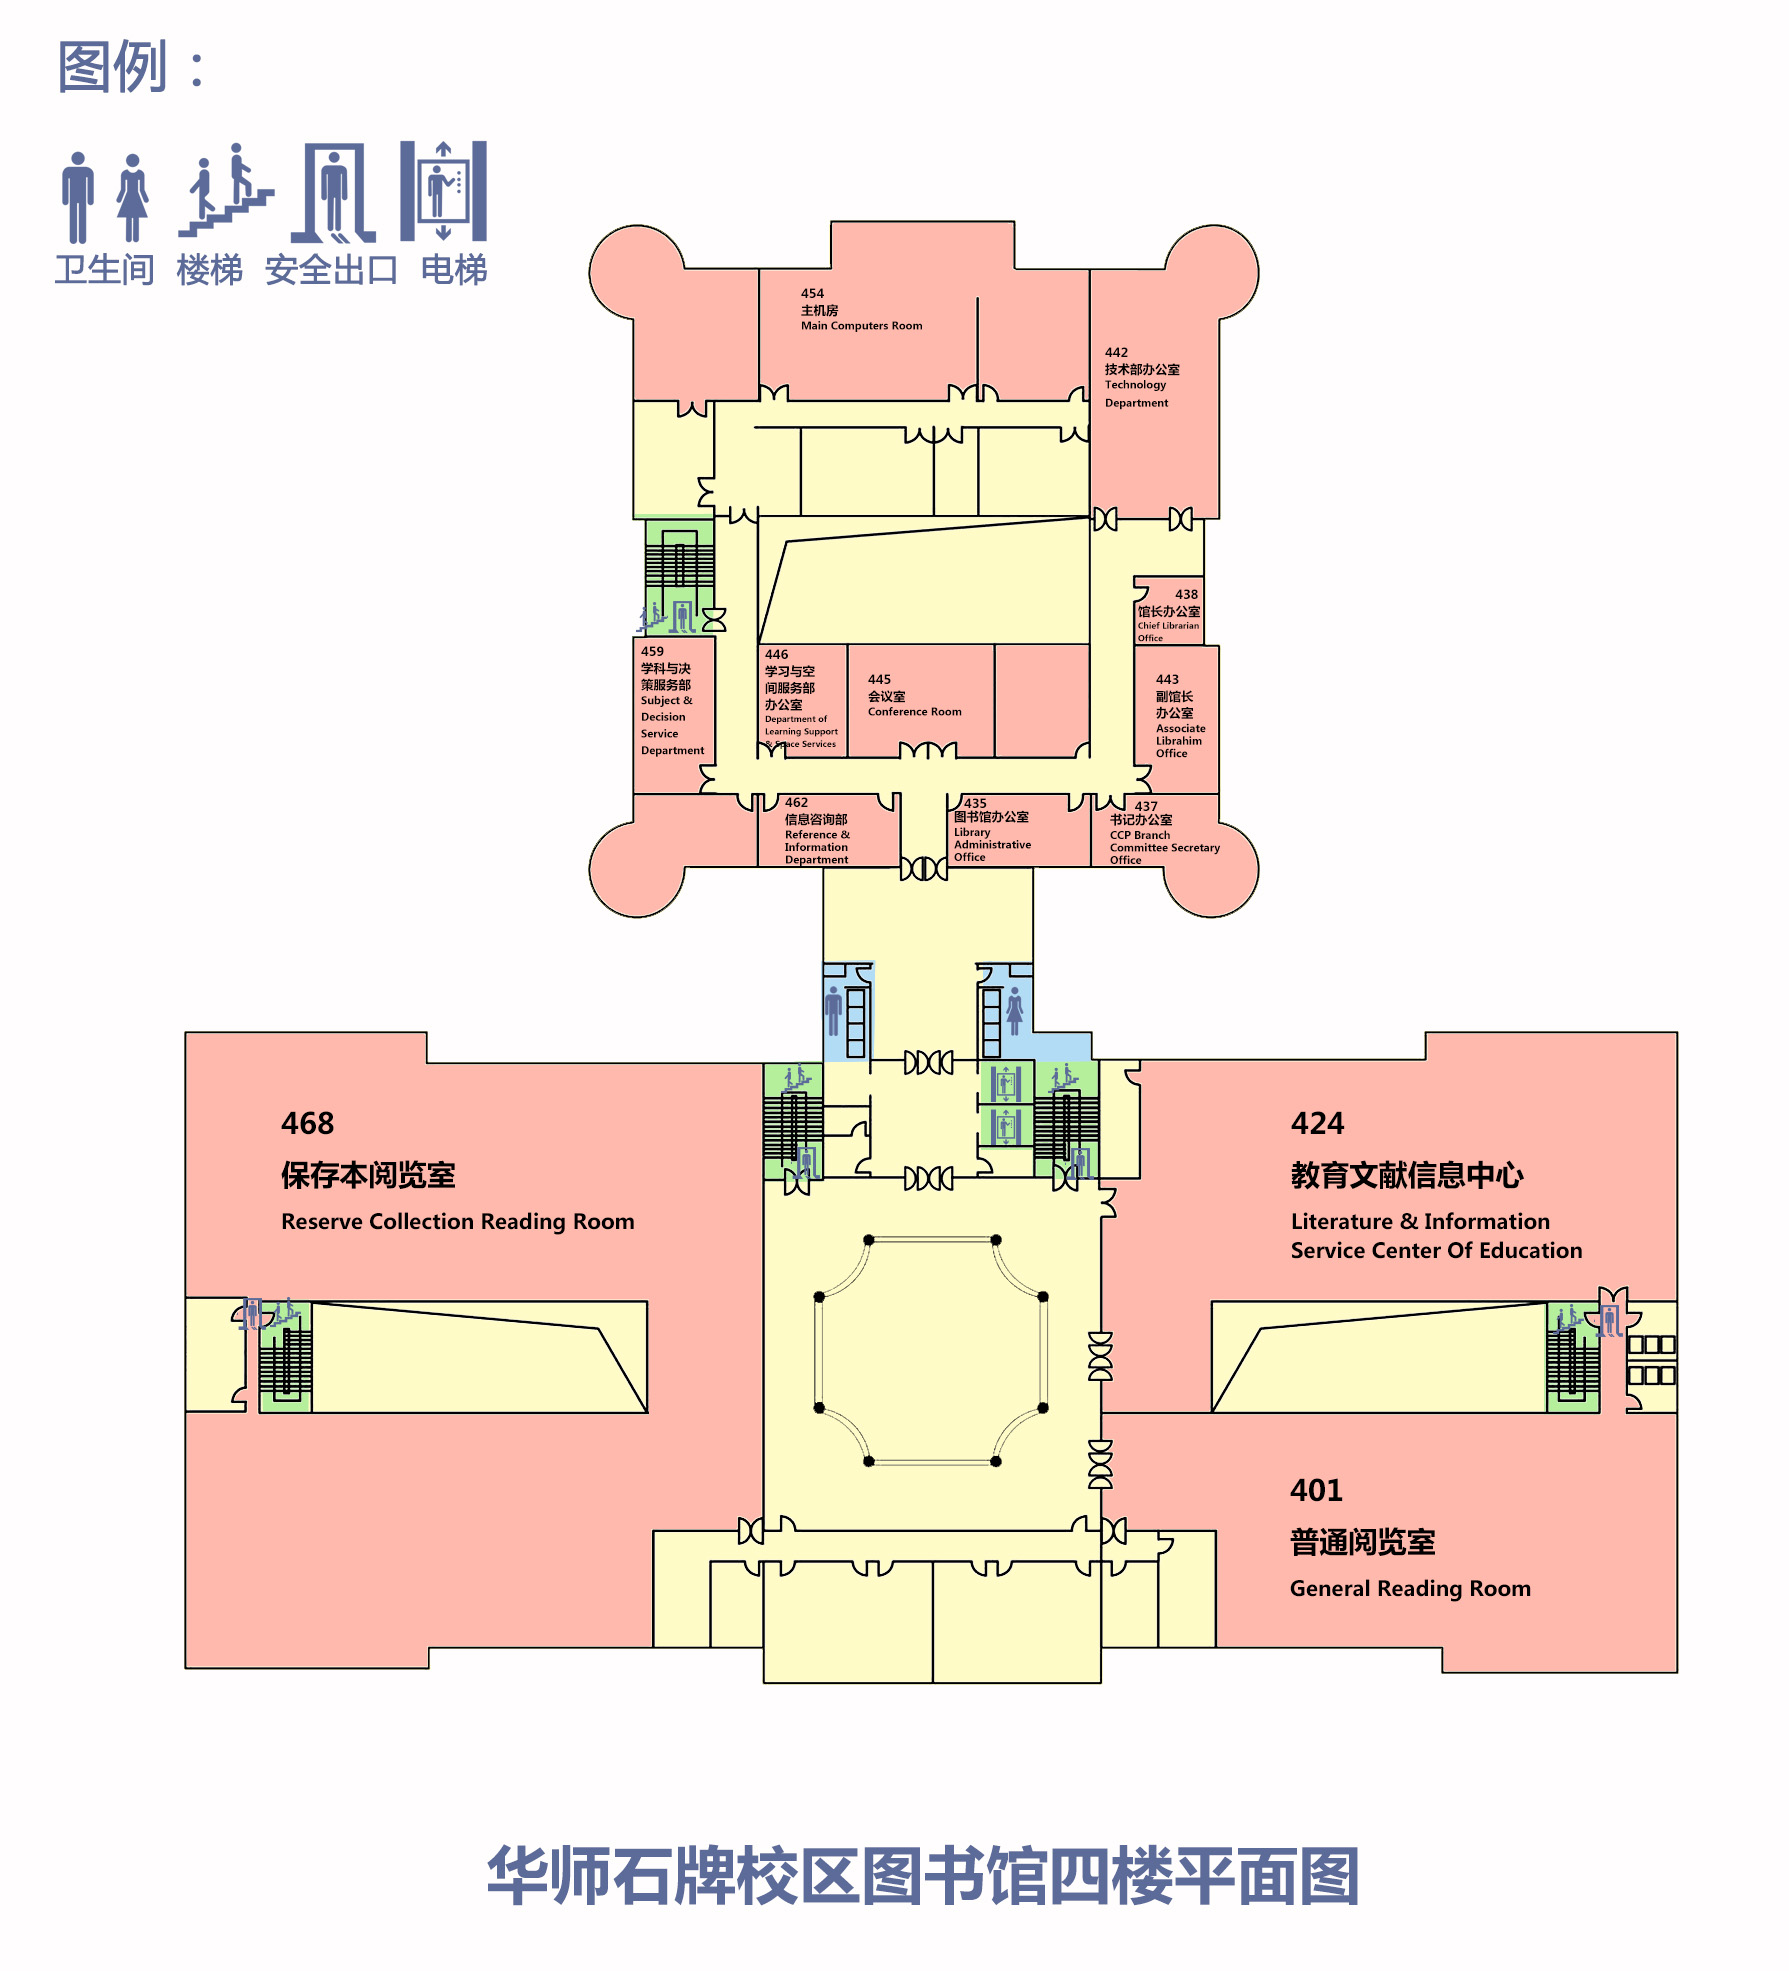 图例：
卫生间 楼梯 安全出口 电梯
454
主机房
Main Computers Room
442
技术部办公室
Technology
Department
438
馆长办公室
Chief Librarian
Office
459
学科与决
策服务部
Subject &
Decision
Service
Department
446
学习与空
间服务部
办公室
Department of
Learning Support
& Space Services
445
会议室
Conference Room
443
副馆长
办公室
Associate
Librahim
Office
462
信息咨询部
Reference &
Information
Department
435
图书馆办公室
Library
Administrative
Office
437
书记办公室
CCP Branch
Committee Secretary
Office
468
保存本阅览室
Reserve Collection Reading Room
424
教育文献信息中心
Literature & Information
Service Center Of Education
401
普通阅览室
General Reading Room
华师石牌校区图书馆四楼平面图